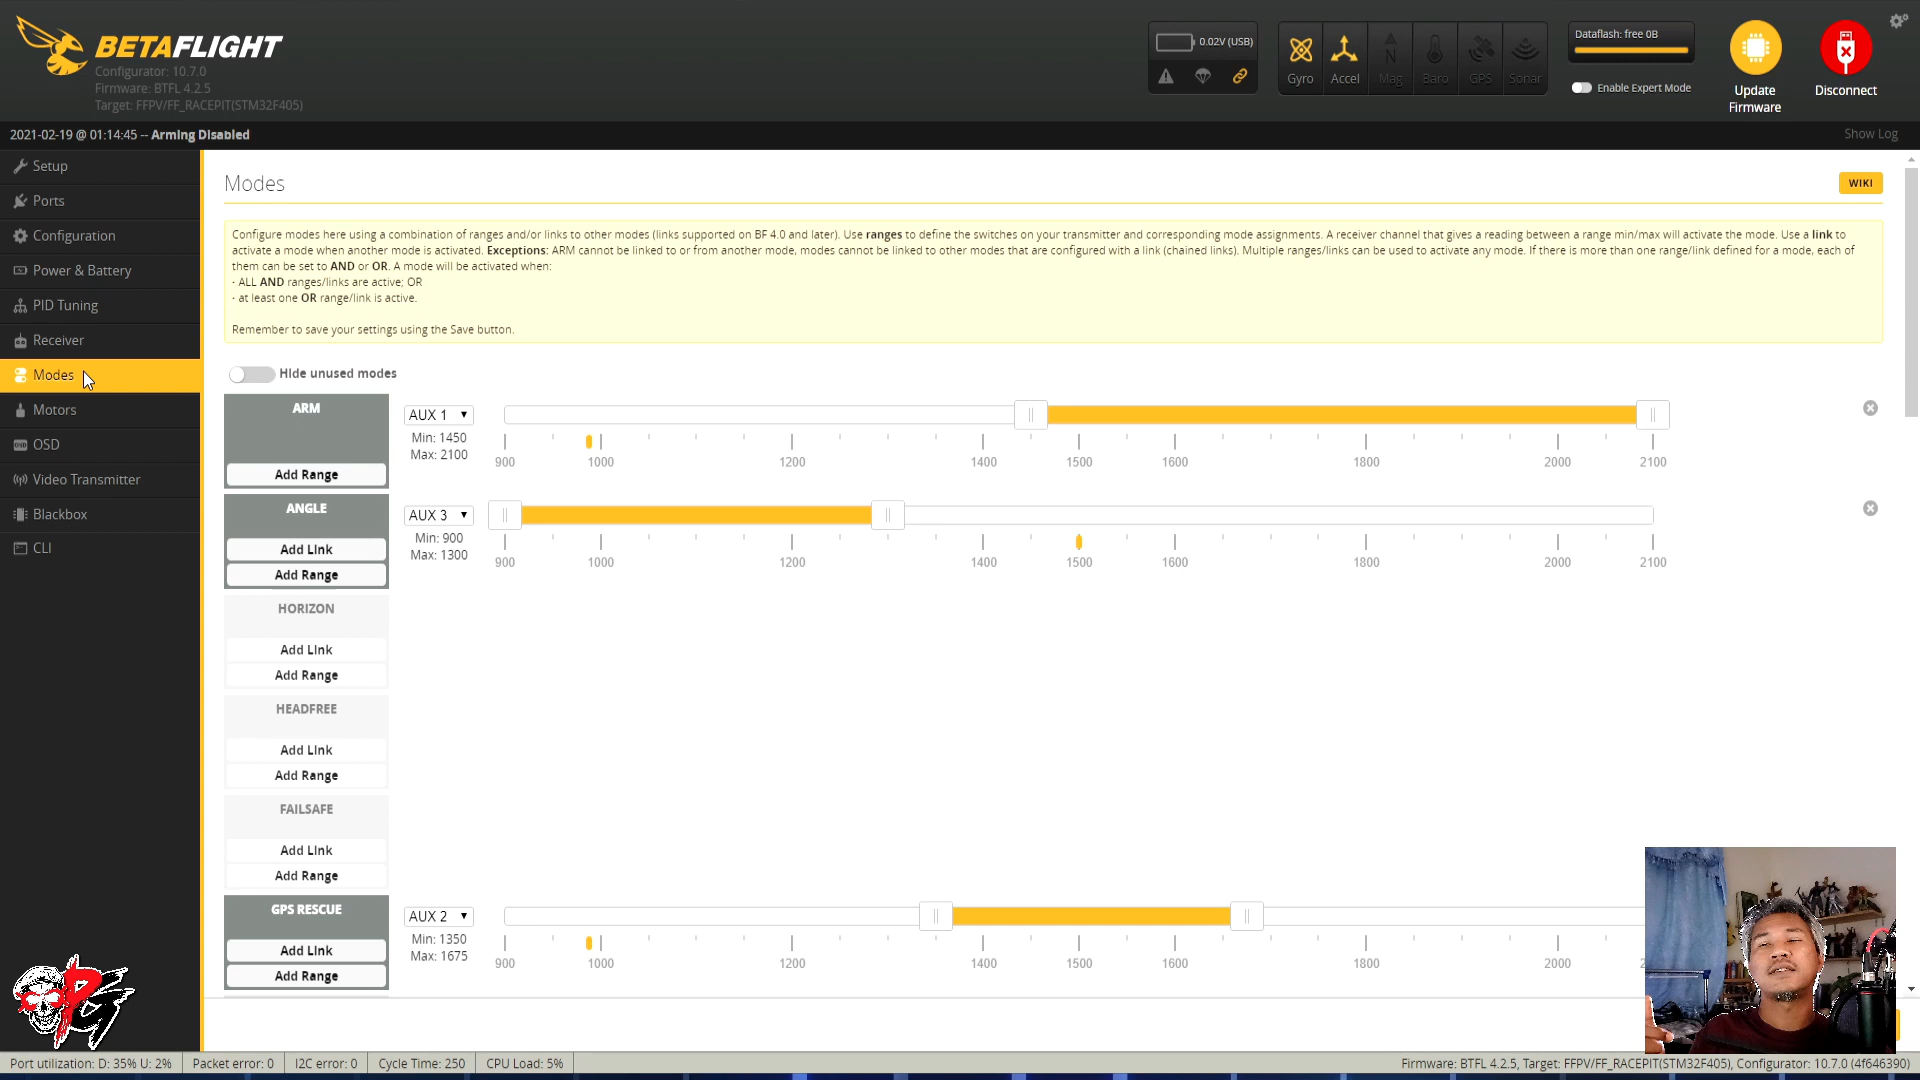 BETAFLIGHT
Configurator: 10.7.0
Firmware: BTFL 4.2.5
Target: FFPV/FF_RACEPIT(STM32F405)
0.02V (USB)
Gyro
Accel
Mag
Baro
GPS
Sonar
Dataflash: free 0B
Enable Expert Mode
Update
Firmware
Disconnect
2021-02-19 @ 01:14:45 -- Arming Disabled
Show Log
Setup
Ports
Configuration
Power & Battery
PID Tuning
Receiver
Modes
Motors
OSD
Video Transmitter
Blackbox
CLI
Modes
WIKI
Configure modes here using a combination of ranges and/or links to other modes (links supported on BF 4.0 and later). Use ranges to define the switches on your transmitter and corresponding mode assignments. A receiver channel that gives a reading between a range min/max will activate the mode. Use a link to
activate a mode when another mode is activated. Exceptions: ARM cannot be linked to or from another mode, modes cannot be linked to other modes that are configured with a link (chained links). Multiple ranges/links can be used to activate any mode. If there is more than one range/link defined for a mode, each of
them can be set to AND or OR. A mode will be activated when:
- ALL AND ranges/links are active; OR
- at least one OR range/link is active.
Remember to save your settings using the Save button.
Hide unused modes
ARM
Add Range
AUX 1
Min: 1450
Max: 2100
900 1000 1200 1400 1500 1600 1800 2000 2100
ANGLE
Add Link
Add Range
AUX 3
Min: 900
Max: 1300
900 1000 1200 1400 1500 1600 1800 2000 2100
HORIZON
Add Link
Add Range
HEADFREE
Add Link
Add Range
FAILSAFE
Add Link
Add Range
GPS RESCUE
Add Link
Add Range
AUX 2
Min: 1350
Max: 1675
900 1000 1200 1400 1500 1600 1800 2000
Port utilization: D: 35% U: 2%
Packet error: 0
I2C error: 0
Cycle Time: 250
CPU Load: 5%
Firmware: BTFL 4.2.5, Target: FFPV/FF_RACEPIT(STM32F405), Configurator: 10.7.0 (4f646390)